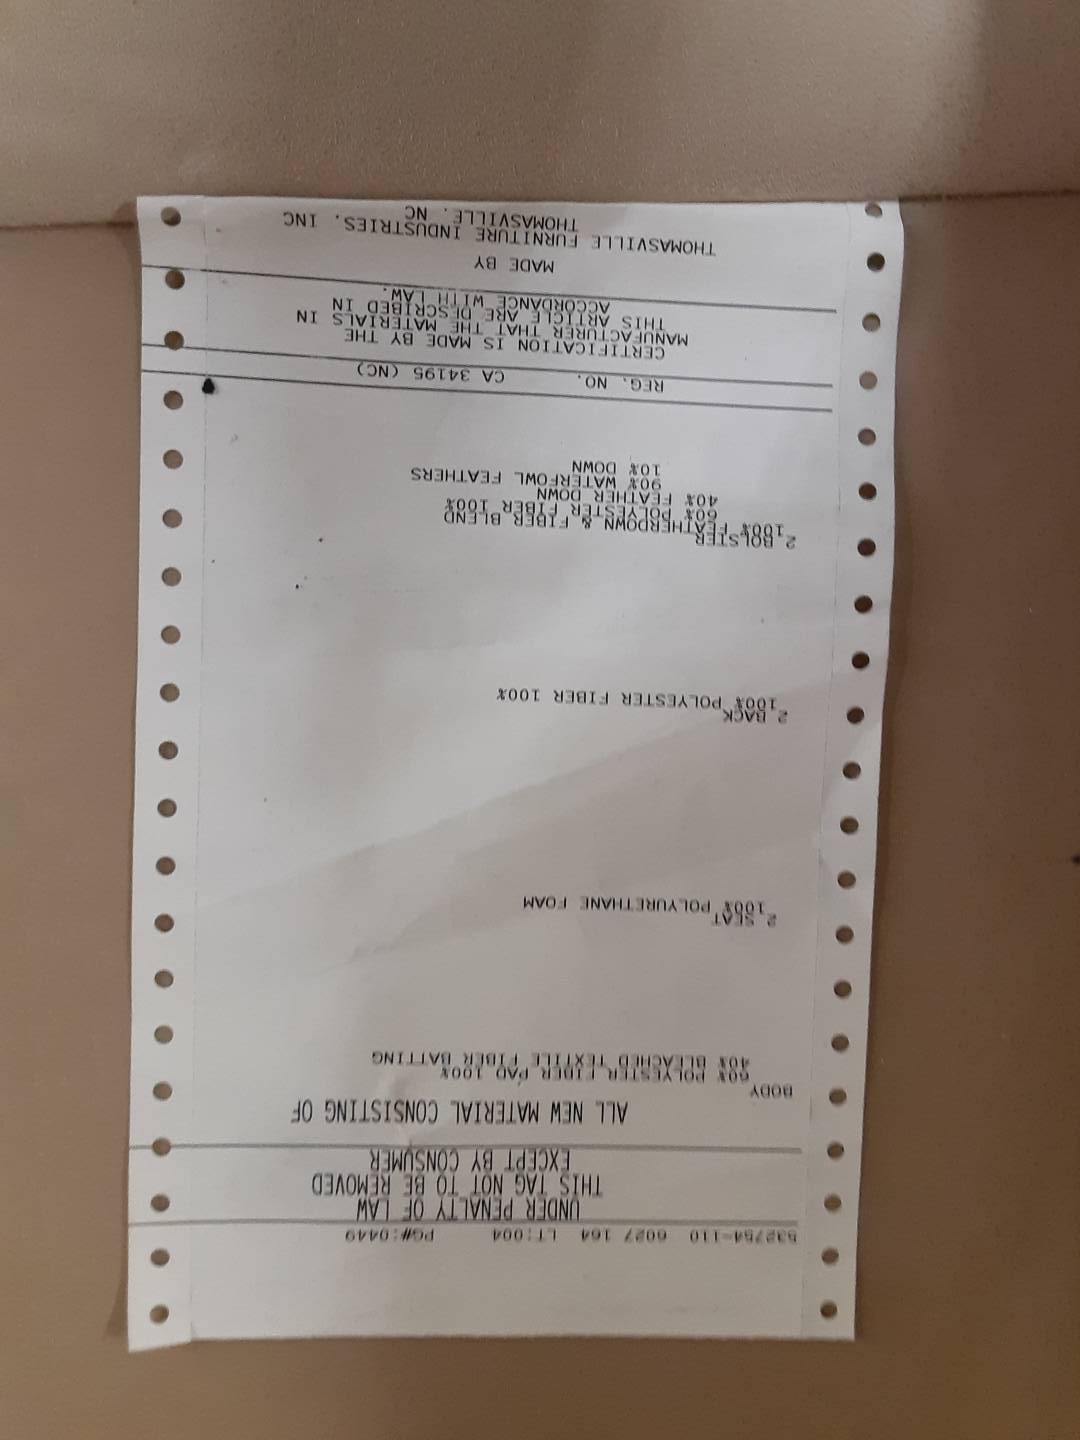 532754-110 6027 164 LT:004 PG#:0449
UNDER PENALTY OF LAW
THIS TAG NOT TO BE REMOVED
EXCEPT BY CONSUMER
ALL NEW MATERIAL CONSISTING OF
BODY
60% POLYESTER FIBER PAD 100%
40% BLEACHED TEXTILE FIBER BATTING
2 SEAT
100% POLYURETHANE FOAM
2 BACK
100% POLYESTER FIBER 100%
2 BOLSTER
100% FEATHERDOWN & FIBER BLEND
60% POLYESTER FIBER 100%
40% FEATHER DOWN
90% WATERFOWL FEATHERS
10% DOWN
REG. NO. CA 34195 (NC)
CERTIFICATION IS MADE BY THE
MANUFACTURER THAT THE MATERIALS IN
THIS ARTICLE ARE DESCRIBED IN
ACCORDANCE WITH LAW.
MADE BY
THOMASVILLE FURNITURE INDUSTRIES. INC
THOMASVILLE. NC